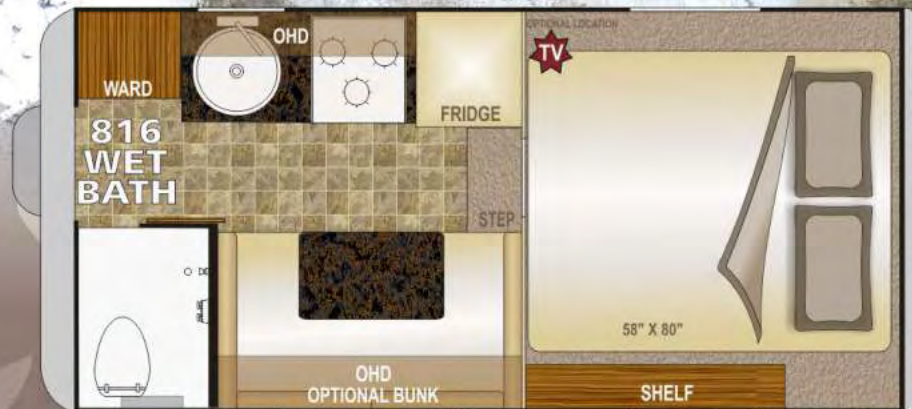 OPTIONAL LOCATION
TV
OHD
WARD
FRIDGE
816
WET
BATH
STEP
58" X 80"
OHD
OPTIONAL BUNK
SHELF